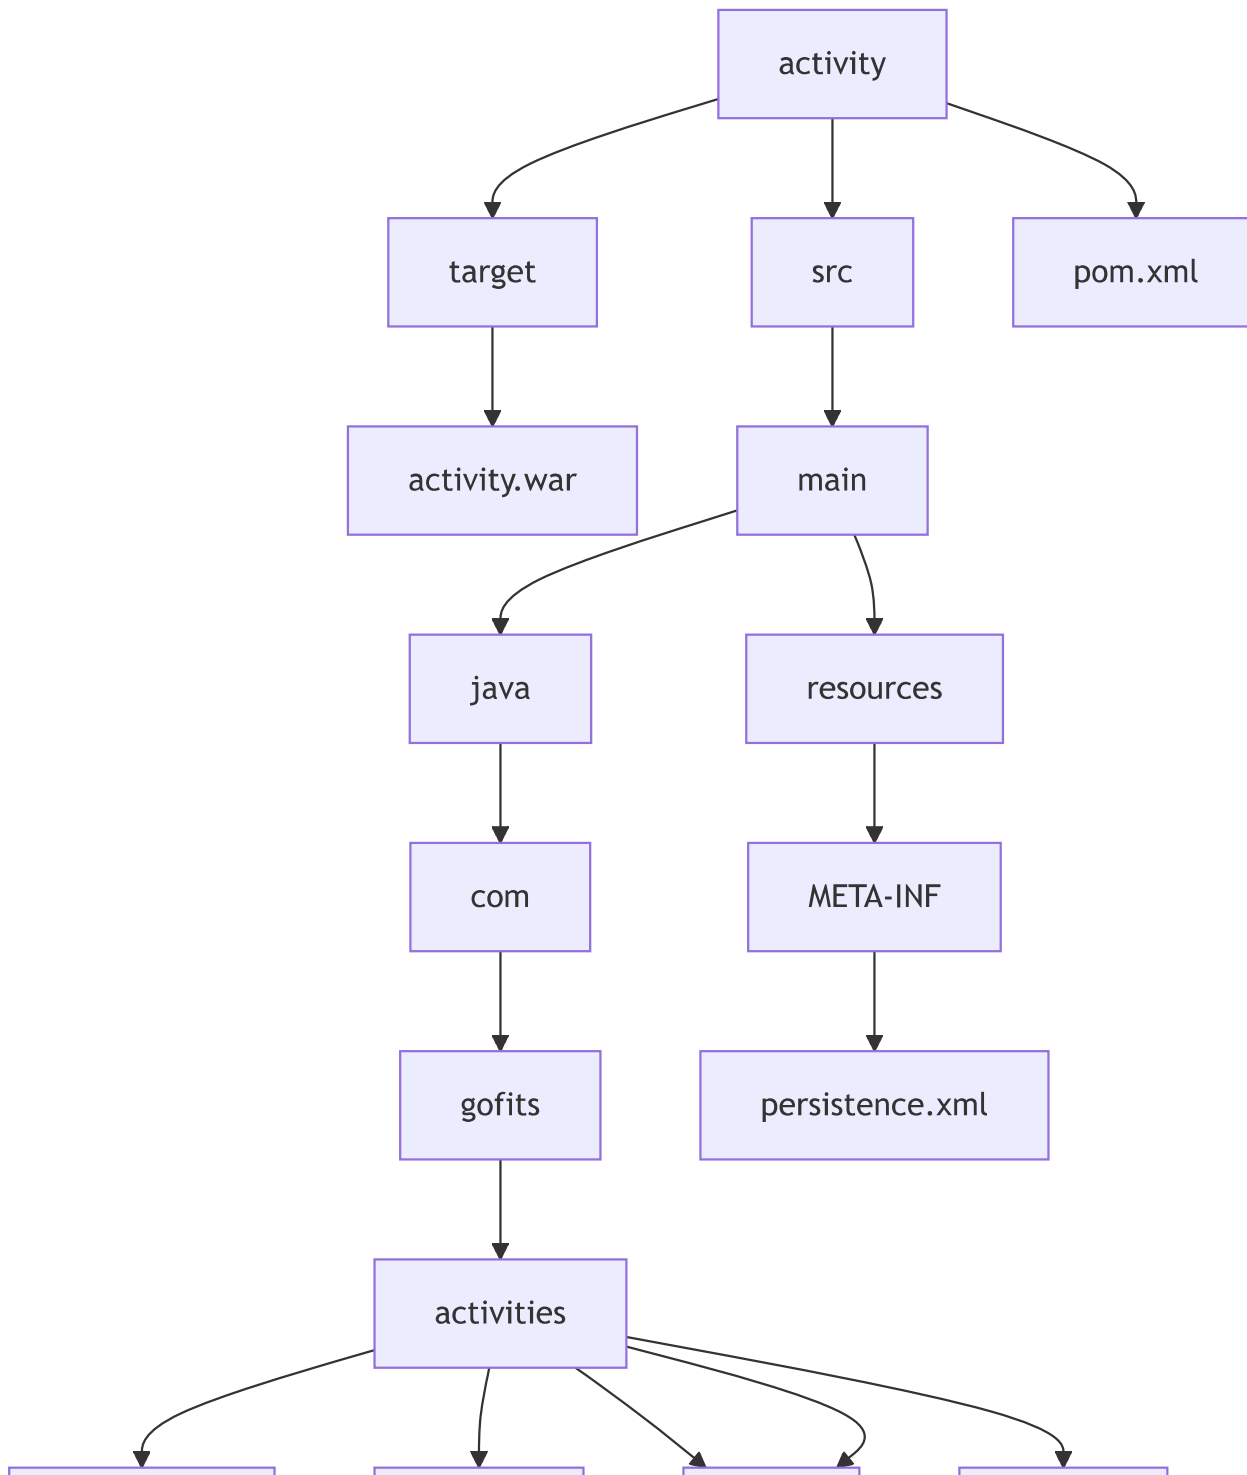 activity
target
src
pom.xml
activity.war
main
java
resources
com
META-INF
gofits
persistence.xml
activities